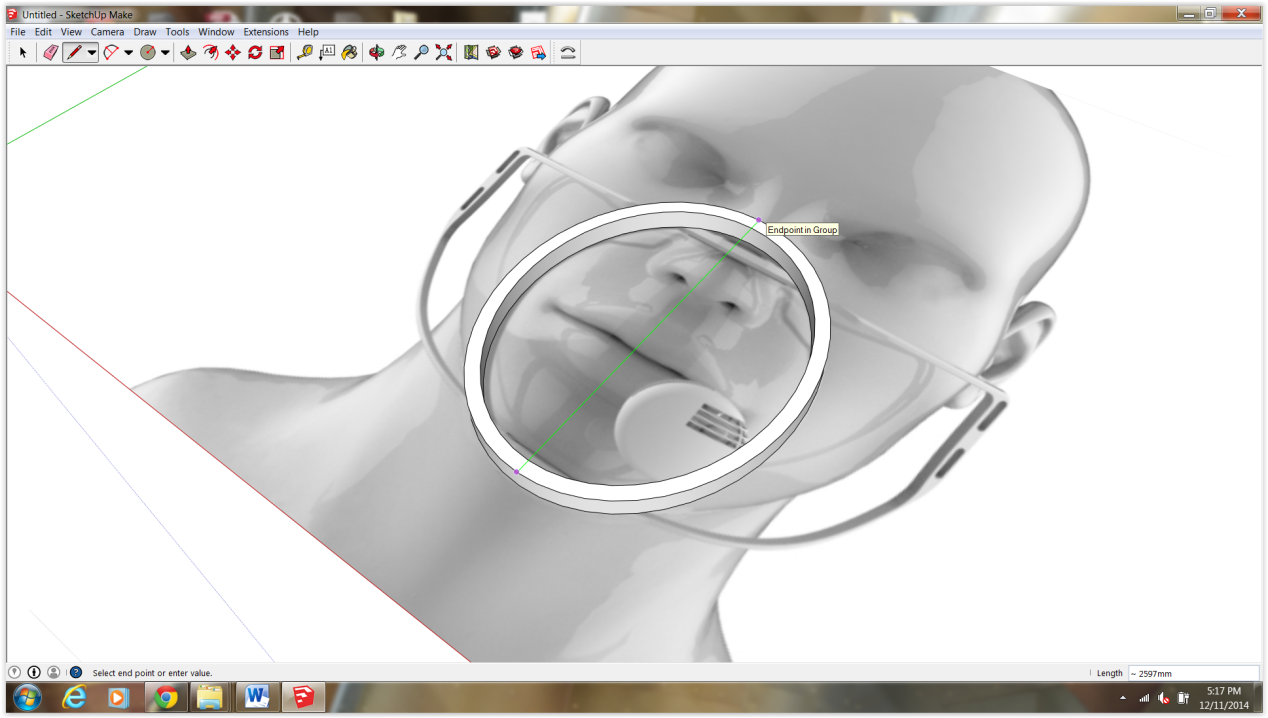 Untitled - SketchUp Make
File Edit View Camera Draw Tools Window Extensions Help
A1
Endpoint in Group
Select end point or enter value.
Length ~ 2597mm
5:17 PM
12/11/2014